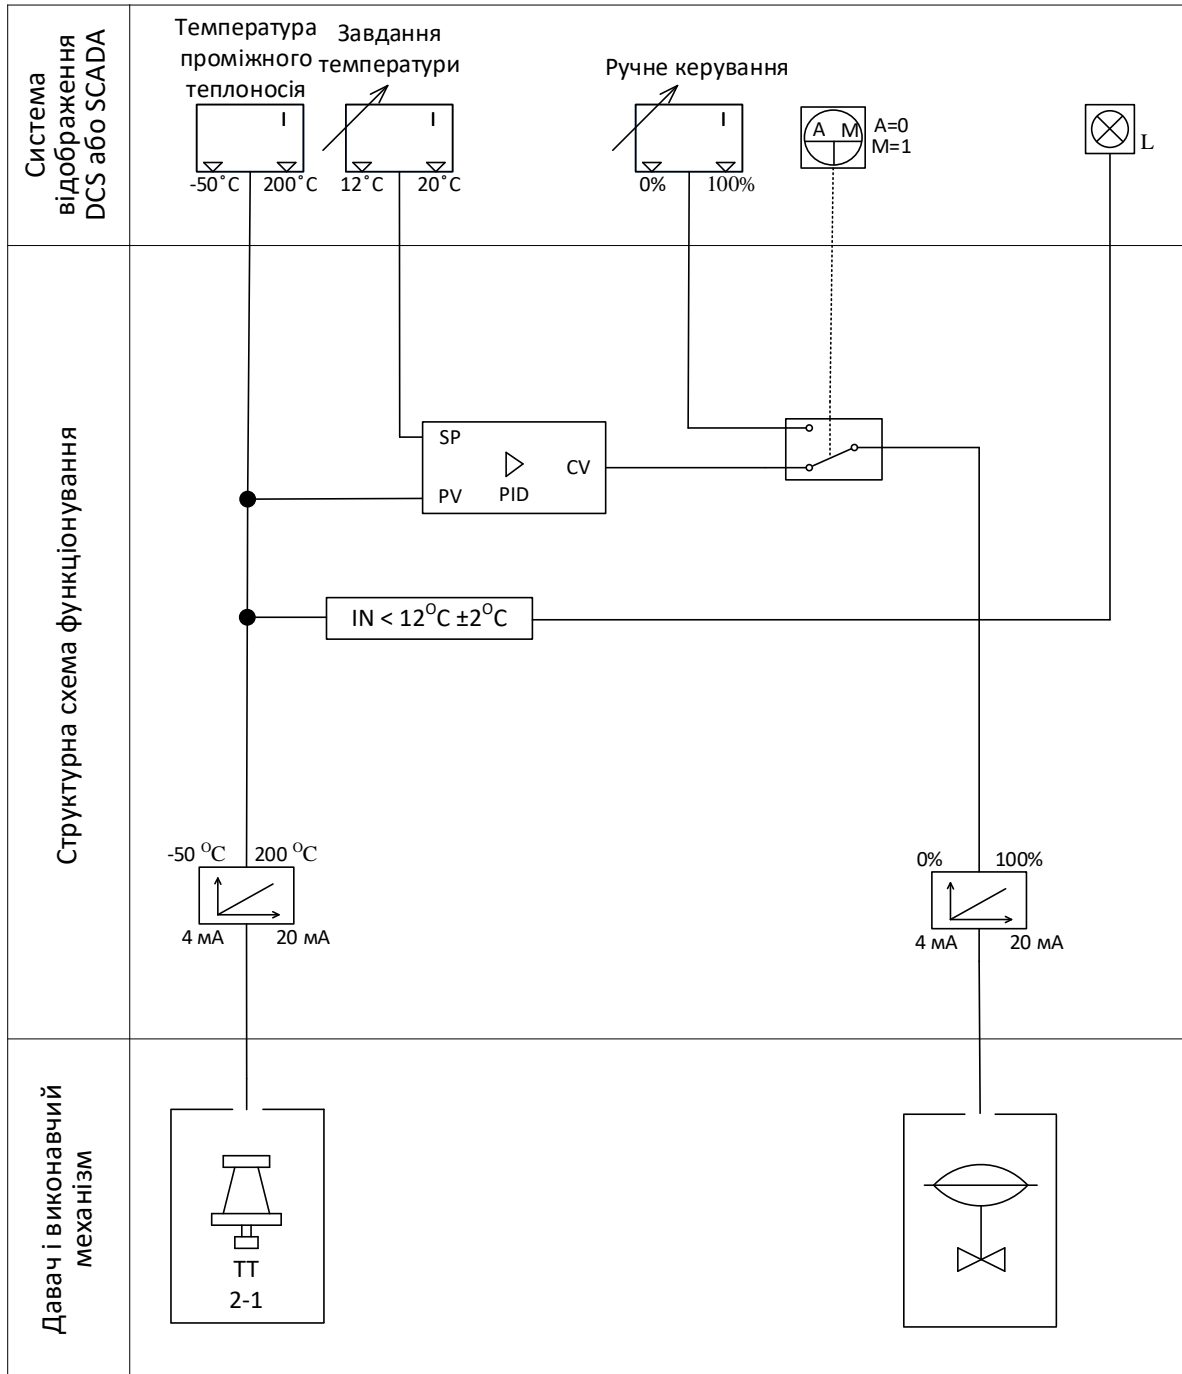 Система
відображення
DCS або SCADA
Температура
проміжного
теплоносія
I
-50˚C 200˚C
Завдання
температури
I
12˚C 20˚C
Ручне керування
I
0% 100%
A M
A=0
M=1
L
Структурна схема функціонування
SP
PV
PID
CV
IN < 12⁰C ±2⁰C
-50 ᴼC 200 ᴼC
4 мА 20 мА
0% 100%
4 мА 20 мА
Давач і виконавчий
механізм
TT
2-1